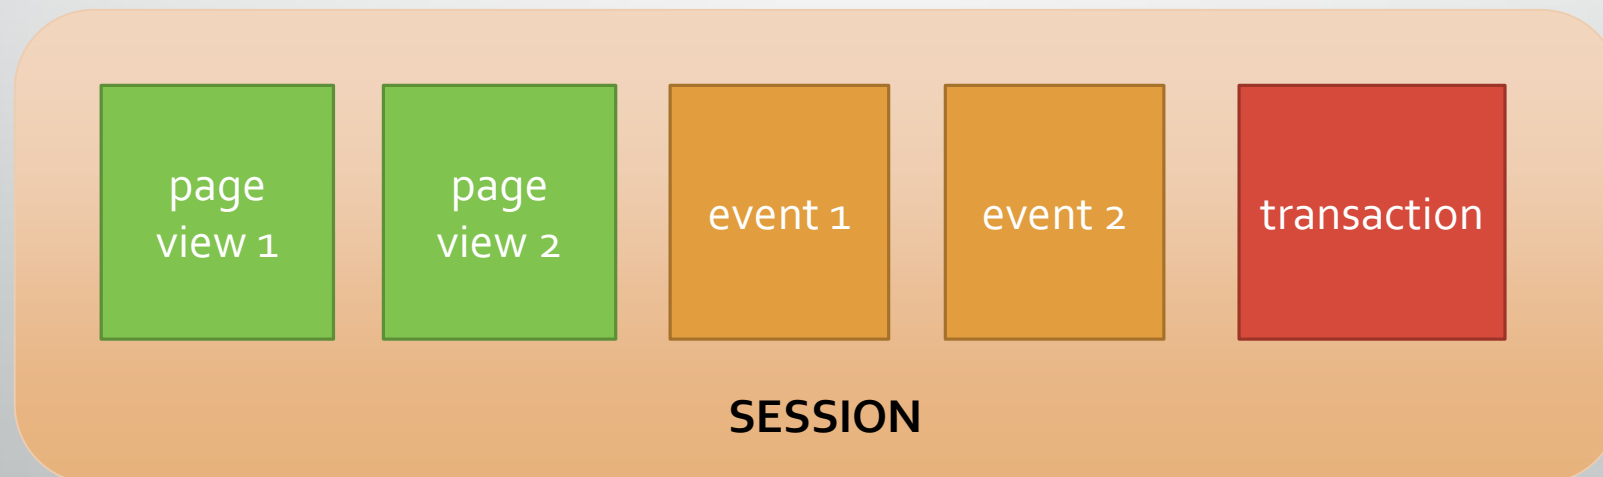 page
view 1
page
view 2
event 1
event 2
transaction
SESSION